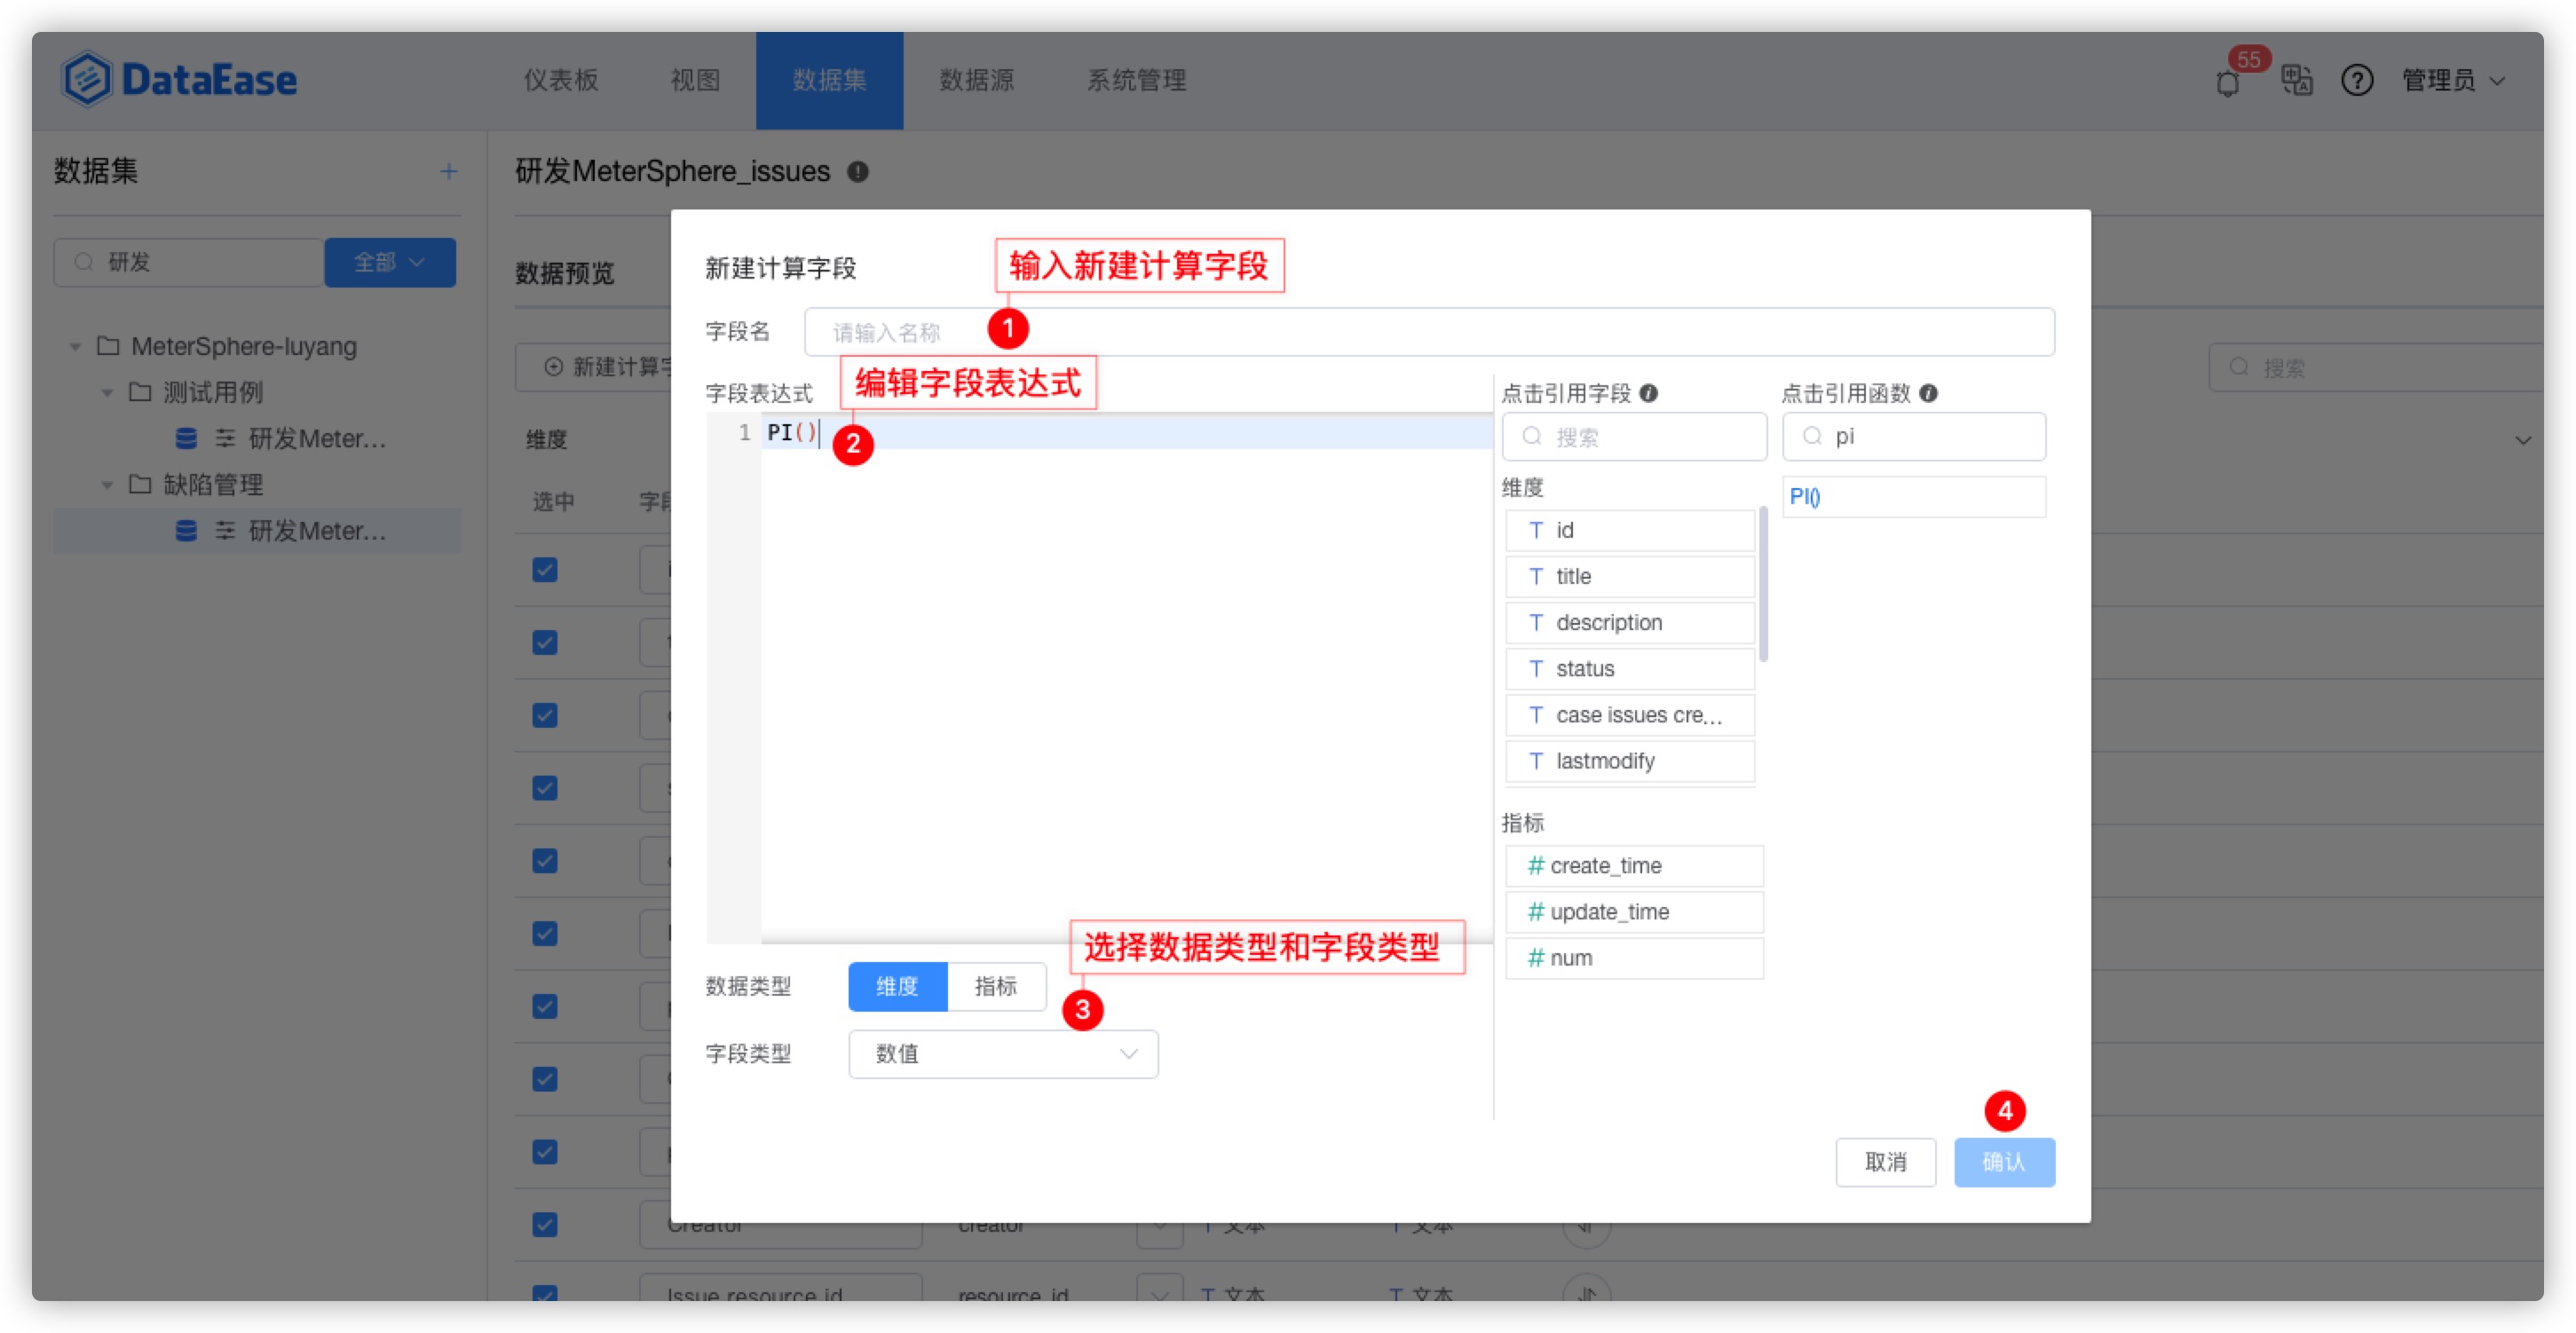 DataEase
仪表板
视图
数据集
数据源
系统管理
55
管理员
数据集
研发
全部
MeterSphere-luyang
测试用例
研发Meter...
缺陷管理
研发Meter...
研发MeterSphere_issues
数据预览
新建计算字
搜索
维度
选中
新建计算字段
输入新建计算字段
字段名
请输入名称
1
字段表达式
编辑字段表达式
1 PI()
2
点击引用字段
搜索
维度
T id
T title
T description
T status
T case issues cre...
T lastmodify
指标
# create_time
# update_time
# num
点击引用函数
pi
PI()
选择数据类型和字段类型
数据类型
维度
指标
3
字段类型
数值
4
取消
确认
Creator
creator
T 文本
T 文本
Issue resource id
resource_id
T 文本
T 文本